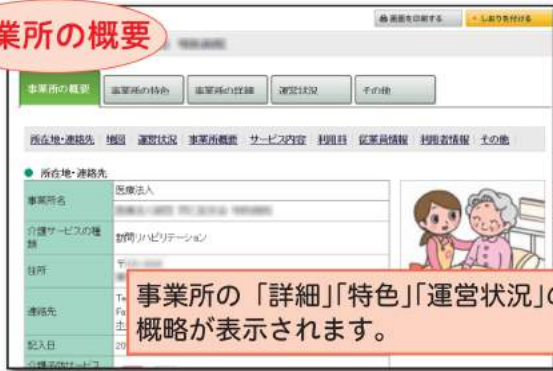 業所の概要
画面を印刷する
しおりを付ける
事業所の概要
事業所の特色
事業所の詳細
運営状況
その他
所在地・連絡先 地図 運営状況 事業所概要 サービス内容 利用料 従業員情報 利用者情報 その他
● 所在地・連絡先
事業所名
医療法人
介護サービスの種類
訪問リハビリテーション
住所
〒
連絡先
Te
Fa
記入日
20
事業所の「詳細」「特色」「運営状況」の
概略が表示されます。